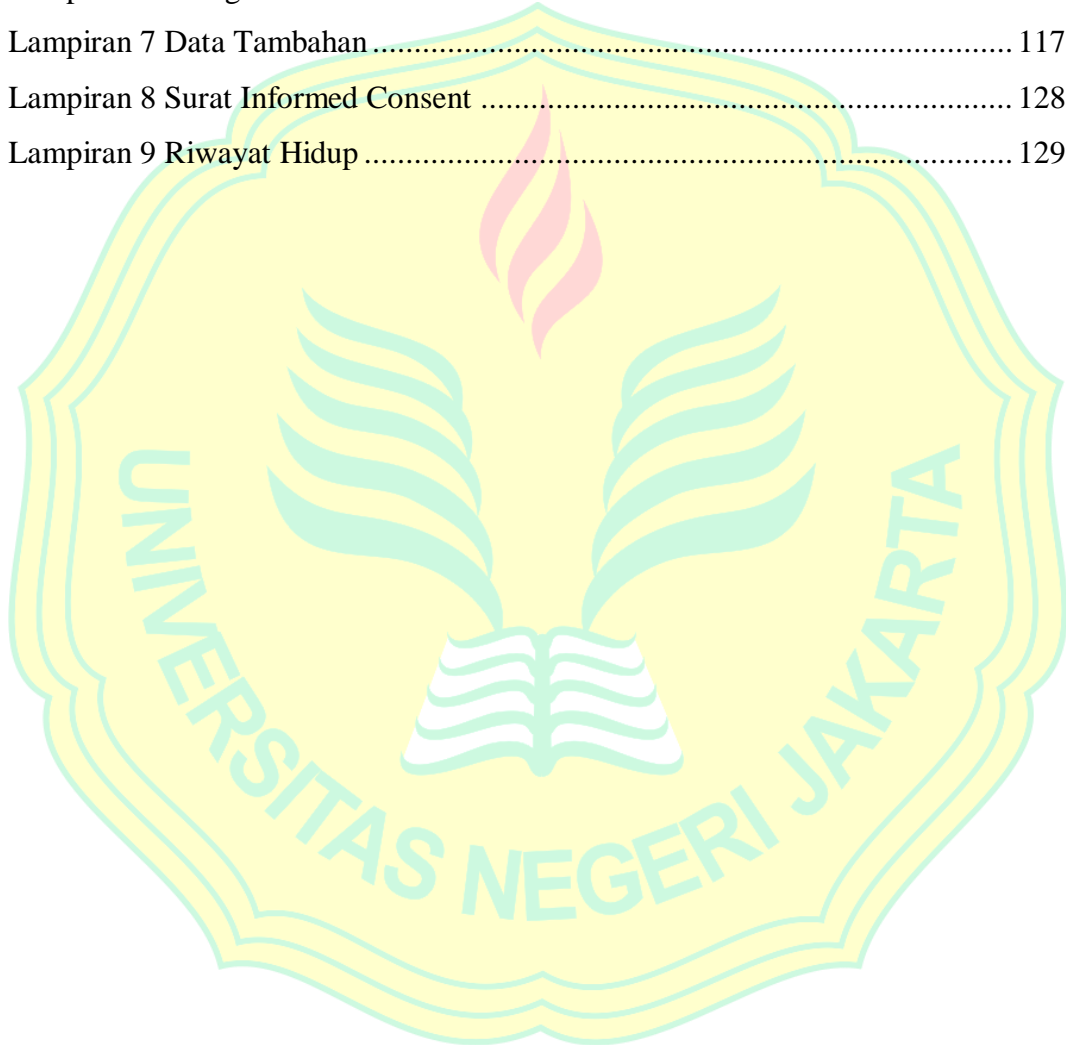 Lampiran 7 Data Tambahan ........................................................................... 117
Lampiran 8 Surat Informed Consent .............................................................. 128
Lampiran 9 Riwayat Hidup ............................................................................ 129
UNIVERSITAS NEGERI JAKARTA